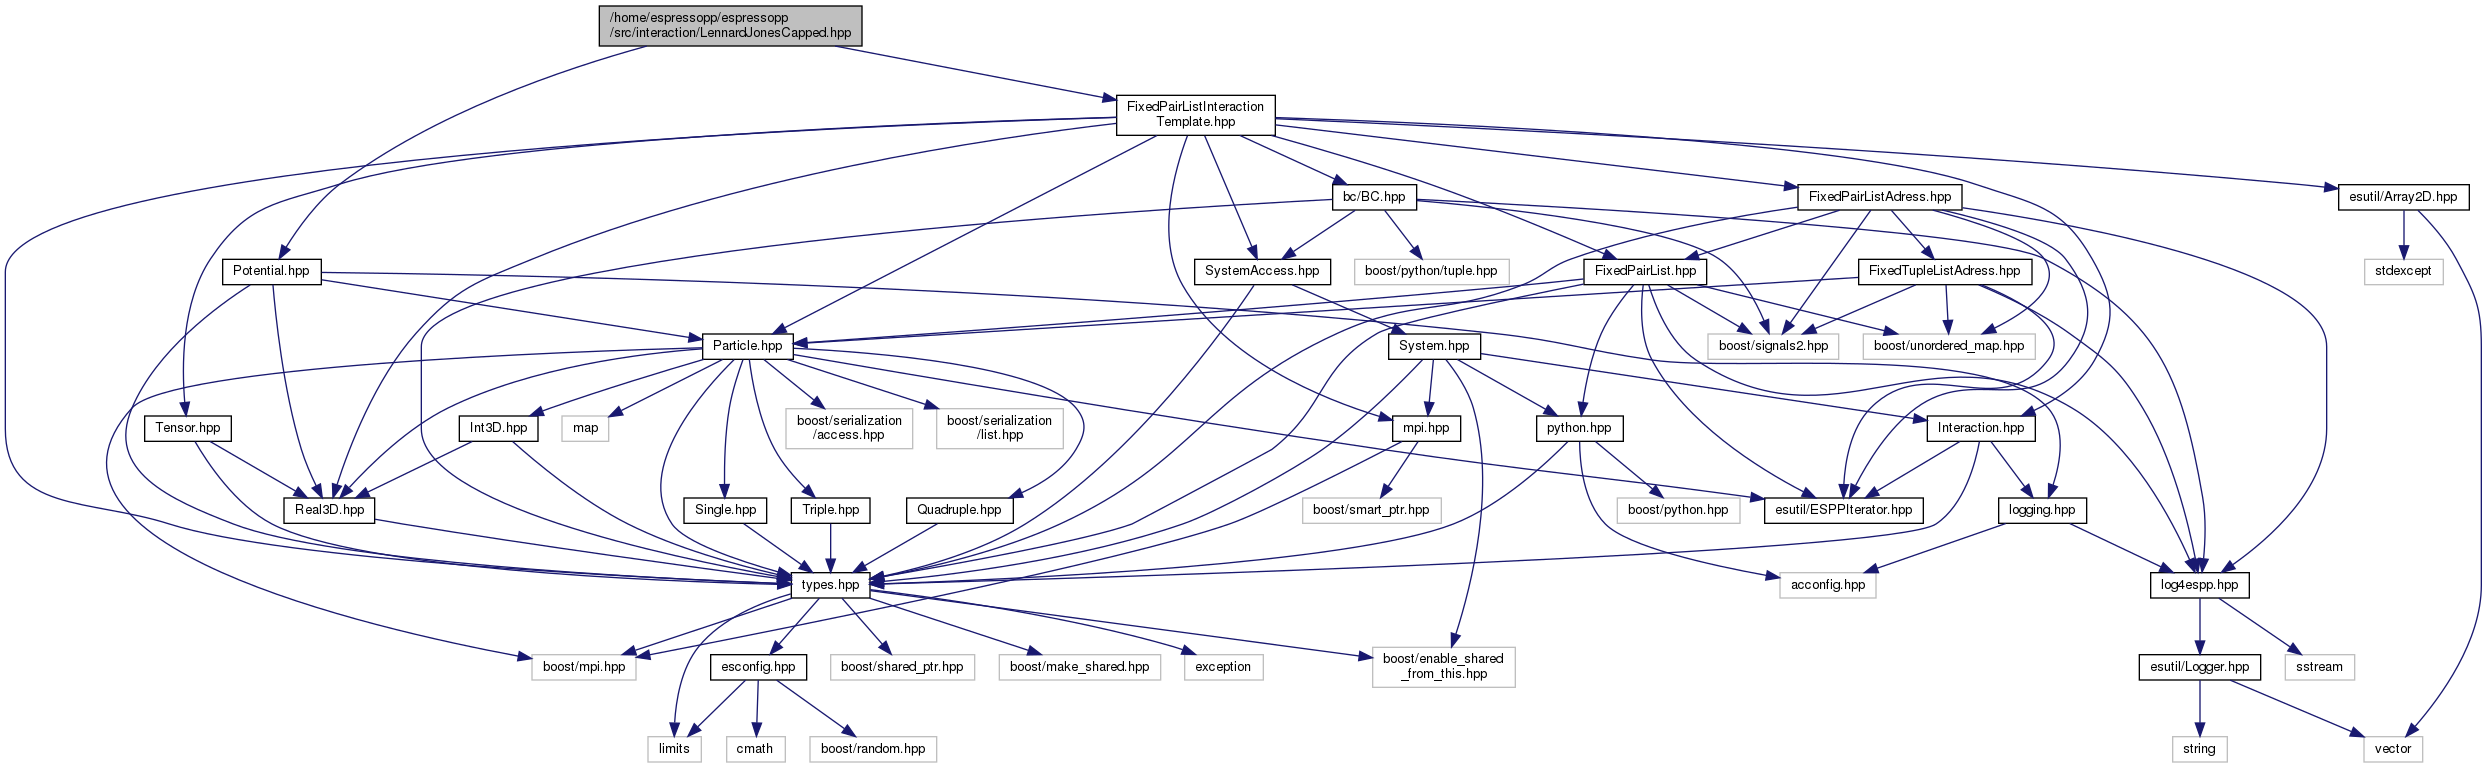 /home/espressopp/espressopp
/src/interaction/LennardJonesCapped.hpp
FixedPairListInteraction
Template.hpp
bc/BC.hpp
FixedPairListAdress.hpp
esutil/Array2D.hpp
Potential.hpp
SystemAccess.hpp
boost/python/tuple.hpp
FixedPairList.hpp
FixedTupleListAdress.hpp
stdexcept
Particle.hpp
System.hpp
boost/signals2.hpp
boost/unordered_map.hpp
Tensor.hpp
Int3D.hpp
map
boost/serialization
/access.hpp
boost/serialization
/list.hpp
mpi.hpp
python.hpp
Interaction.hpp
Real3D.hpp
Single.hpp
Triple.hpp
Quadruple.hpp
boost/smart_ptr.hpp
boost/python.hpp
esutil/ESPPIterator.hpp
logging.hpp
types.hpp
acconfig.hpp
log4espp.hpp
boost/mpi.hpp
esconfig.hpp
boost/shared_ptr.hpp
boost/make_shared.hpp
exception
boost/enable_shared
_from_this.hpp
esutil/Logger.hpp
sstream
limits
cmath
boost/random.hpp
string
vector